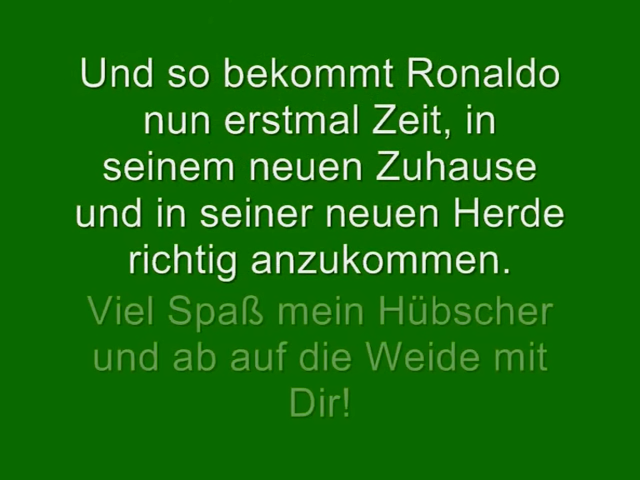 Und so bekommt Ronaldo
nun erstmal Zeit, in
seinem neuen Zuhause
und in seiner neuen Herde
richtig anzukommen.
Viel Spaß mein Hübscher
und ab auf die Weide mit
Dir!